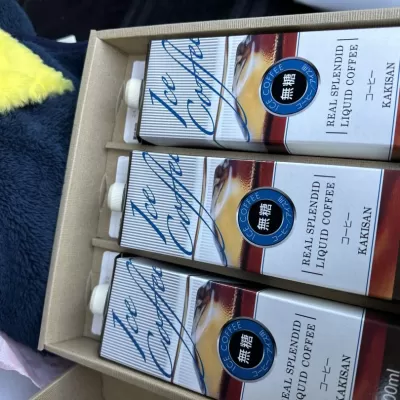 Ice
Coffee
ICE COFFEE
無糖
REAL SPLENDID
LIQUID COFFEE
コーヒー
KAKISAN
Ice
Coffee
ICE COFFEE
無糖
REAL SPLENDID
LIQUID COFFEE
コーヒー
KAKISAN
Ice
Coffee
ICE COFFEE
無糖
REAL SPLENDID
LIQUID COFFEE
コーヒー
KAKISAN